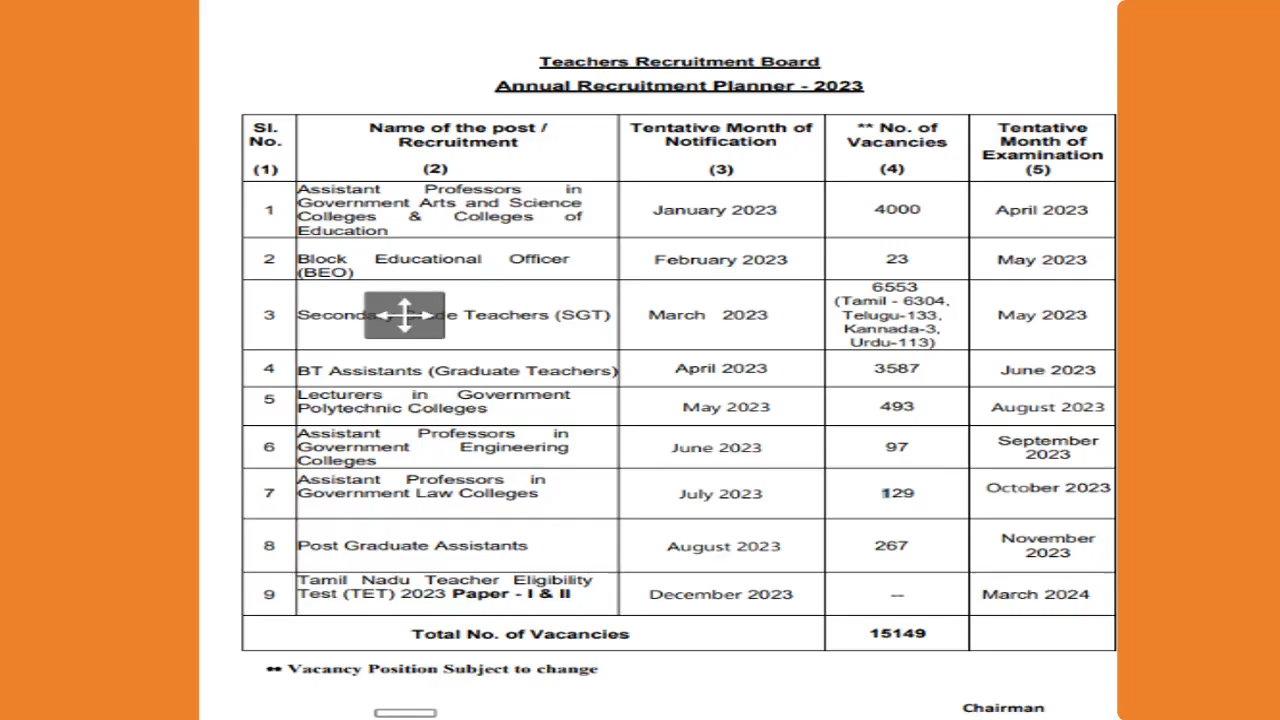 Teachers Recruitment Board
Annual Recruitment Planner - 2023
Sl. No. (1) Name of the post / Recruitment (2) Tentative Month of Notification (3) ** No. of Vacancies (4) Tentative Month of Examination (5)
1 Assistant Professors in Government Arts and Science Colleges & Colleges of Education January 2023 4000 April 2023
2 Block Educational Officer (BEO) February 2023 23 May 2023
3 Teachers (SGT) March 2023 6553 (Tamil - 6304, Telugu-133, Kannada-3, Urdu-113) May 2023
4 BT Assistants (Graduate Teachers) April 2023 3587 June 2023
5 Lecturers in Government Polytechnic Colleges May 2023 493 August 2023
6 Assistant Professors in Government Engineering Colleges June 2023 97 September 2023
7 Assistant Professors in Government Law Colleges July 2023 129 October 2023
8 Post Graduate Assistants August 2023 267 November 2023
9 Tamil Nadu Teacher Eligibility Test (TET) 2023 Paper - I & II December 2023 -- March 2024
Total No. of Vacancies 15149
** Vacancy Position Subject to change
Chairman